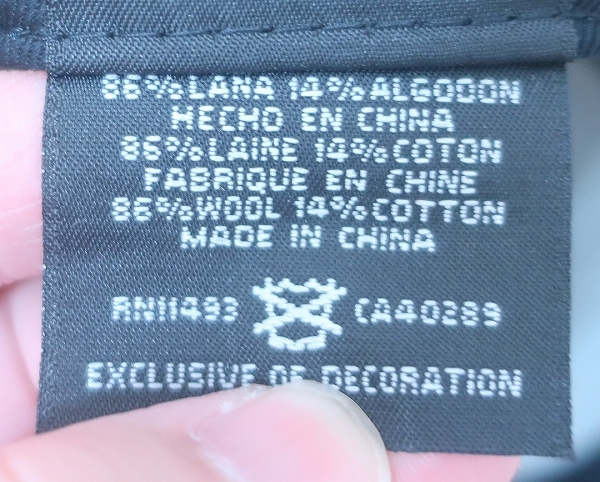 86% LANA 14% ALGODON
HECHO EN CHINA
86% LAINE 14% COTON
FABRIQUE EN CHINE
86% WOOL 14% COTTON
MADE IN CHINA
RN11493 CA40289
EXCLUSIVE OF DECORATION